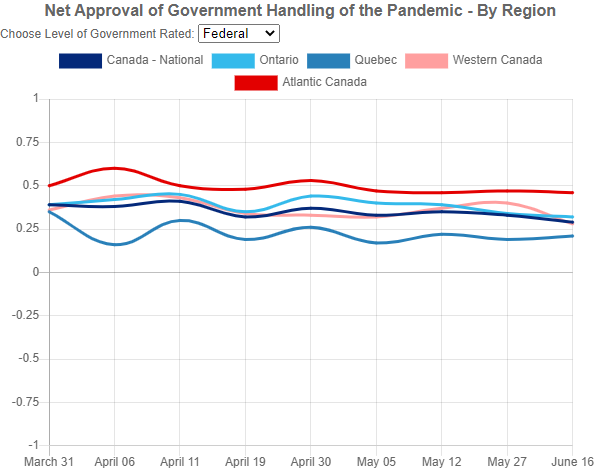 Net Approval of Government Handling of the Pandemic - By Region
Choose Level of Government Rated: Federal
Canada - National Ontario Quebec Western Canada
Atlantic Canada
1
0.75
0.5
0.25
0
-0.25
-0.5
-0.75
-1
March 31 April 06 April 11 April 19 April 30 May 05 May 12 May 27 June 16